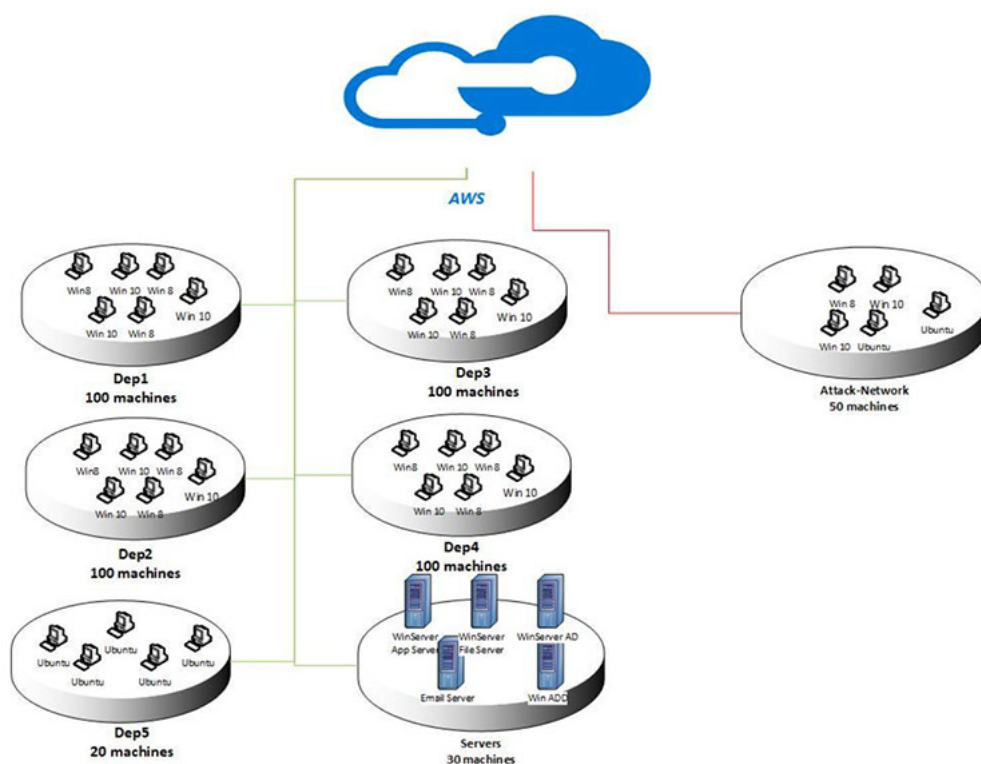 AWS
Win8
Win 10
Win 8
Win 10
Win 10
Win 8
Dep1
100 machines
Win8
Win 10
Win 8
Win 10
Win 10
Win 8
Dep3
100 machines
Win 8
Win 10
Ubuntu
Win 10
Ubuntu
Attack-Network
50 machines
Win8
Win 10
Win 8
Win 10
Win 10
Win 8
Dep2
100 machines
Win8
Win 10
Win 8
Win 10
Win 10
Win 8
Dep4
100 machines
Ubuntu
Ubuntu
Ubuntu
Ubuntu
Ubuntu
Dep5
20 machines
WinServer
App Server
WinServer
File Server
WinServer AD
Email Server
Win ADD
Servers
30 machines